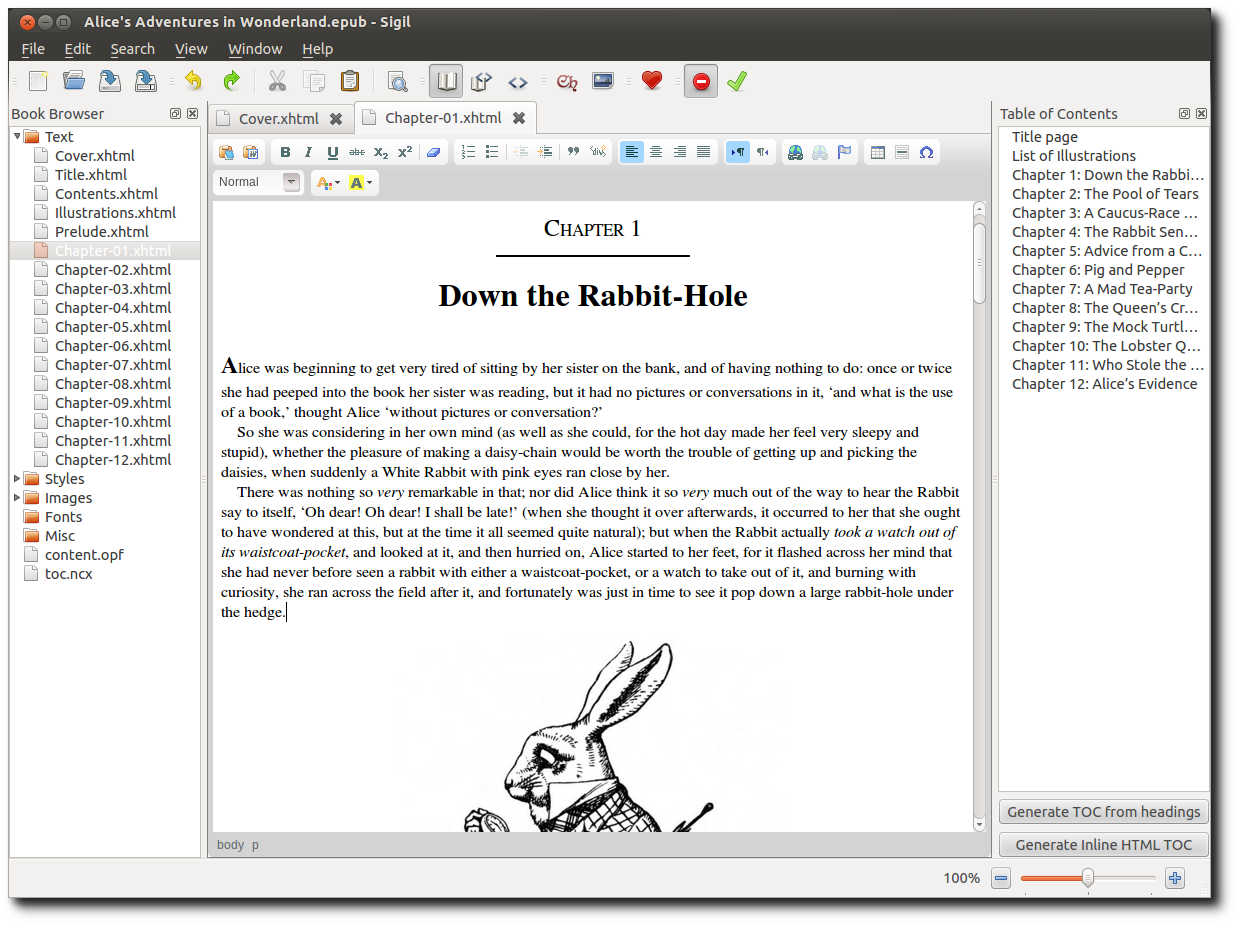 Alice's Adventures in Wonderland.epub - Sigil
File Edit Search View Window Help
Book Browser
Text
Cover.xhtml
Title.xhtml
Contents.xhtml
Illustrations.xhtml
Prelude.xhtml
Chapter-01.xhtml
Chapter-02.xhtml
Chapter-03.xhtml
Chapter-04.xhtml
Chapter-05.xhtml
Chapter-06.xhtml
Chapter-07.xhtml
Chapter-08.xhtml
Chapter-09.xhtml
Chapter-10.xhtml
Chapter-11.xhtml
Chapter-12.xhtml
Styles
Images
Fonts
Misc
content.opf
toc.ncx
Cover.xhtml
Chapter-01.xhtml
B I U abc X₂ X²
Normal
A A
Chapter 1
Down the Rabbit-Hole
Alice was beginning to get very tired of sitting by her sister on the bank, and of having nothing to do: once or twice
she had peeped into the book her sister was reading, but it had no pictures or conversations in it, ‘and what is the use
of a book,’ thought Alice ‘without pictures or conversation?’
So she was considering in her own mind (as well as she could, for the hot day made her feel very sleepy and
stupid), whether the pleasure of making a daisy-chain would be worth the trouble of getting up and picking the
daisies, when suddenly a White Rabbit with pink eyes ran close by her.
There was nothing so very remarkable in that; nor did Alice think it so very much out of the way to hear the Rabbit
say to itself, ‘Oh dear! Oh dear! I shall be late!’ (when she thought it over afterwards, it occurred to her that she ought
to have wondered at this, but at the time it all seemed quite natural); but when the Rabbit actually took a watch out of
its waistcoat-pocket, and looked at it, and then hurried on, Alice started to her feet, for it flashed across her mind that
she had never before seen a rabbit with either a waistcoat-pocket, or a watch to take out of it, and burning with
curiosity, she ran across the field after it, and fortunately was just in time to see it pop down a large rabbit-hole under
the hedge.
body p
Table of Contents
Title page
List of Illustrations
Chapter 1: Down the Rabbi...
Chapter 2: The Pool of Tears
Chapter 3: A Caucus-Race ...
Chapter 4: The Rabbit Sen...
Chapter 5: Advice from a C...
Chapter 6: Pig and Pepper
Chapter 7: A Mad Tea-Party
Chapter 8: The Queen’s Cr...
Chapter 9: The Mock Turtl...
Chapter 10: The Lobster Q...
Chapter 11: Who Stole the ...
Chapter 12: Alice’s Evidence
Generate TOC from headings
Generate Inline HTML TOC
100%